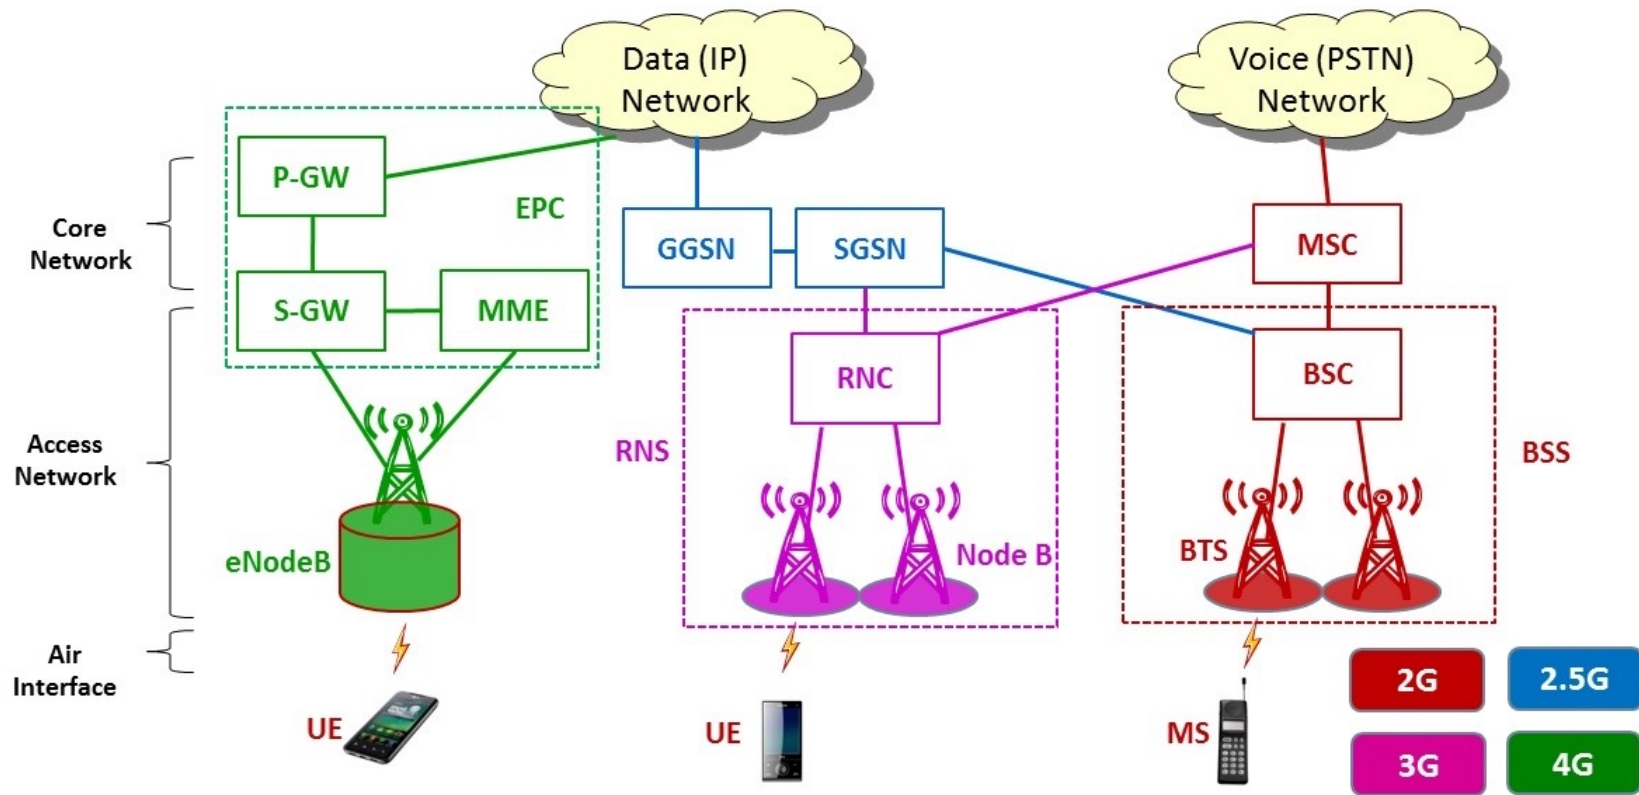 Data (IP)
Network
Voice (PSTN)
Network
P-GW
EPC
Core
Network
GGSN
SGSN
MSC
S-GW
MME
RNC
BSC
Access
Network
RNS
BSS
eNodeB
Node B
BTS
Air
Interface
UE
UE
MS
2G
2.5G
3G
4G